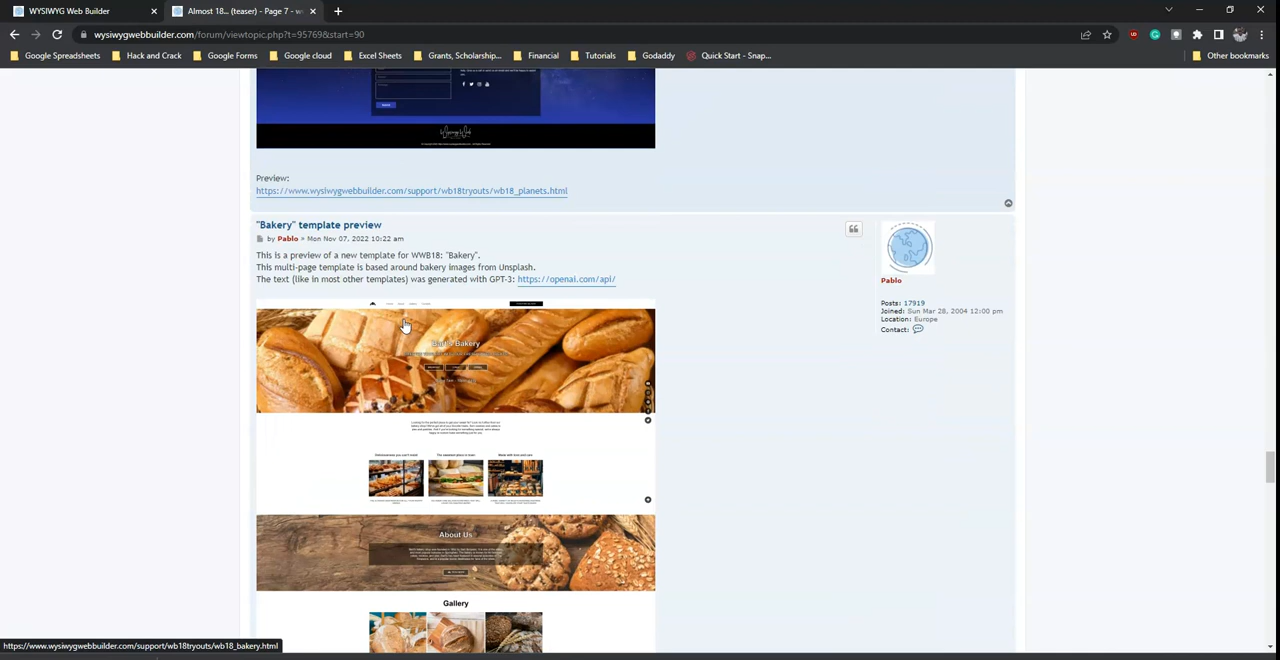 WYSIWYG Web Builder
Almost 18... (teaser) - Page 7 - w
wysiwygwebbuilder.com/forum/viewtopic.php?t=95769&start=90
Google Spreadsheets
Hack and Crack
Google Forms
Google cloud
Excel Sheets
Grants, Scholarship...
Financial
Tutorials
Godaddy
Quick Start - Snap...
Other bookmarks
Preview:
https://www.wysiwygwebbuilder.com/support/wb18tryouts/wb18_planets.html
"Bakery" template preview
by Pablo » Mon Nov 07, 2022 10:22 am
This is a preview of a new template for WWB18: "Bakery".
This multi-page template is based around bakery images from Unsplash.
The text (like in most other templates) was generated with GPT-3: https://openai.com/api/
Pablo
Posts: 17919
Joined: Sun Mar 28, 2004 12:00 pm
Location: Europe
Contact:
Bakery
About Us
Gallery
https://www.wysiwygwebbuilder.com/support/wb18tryouts/wb18_bakery.html